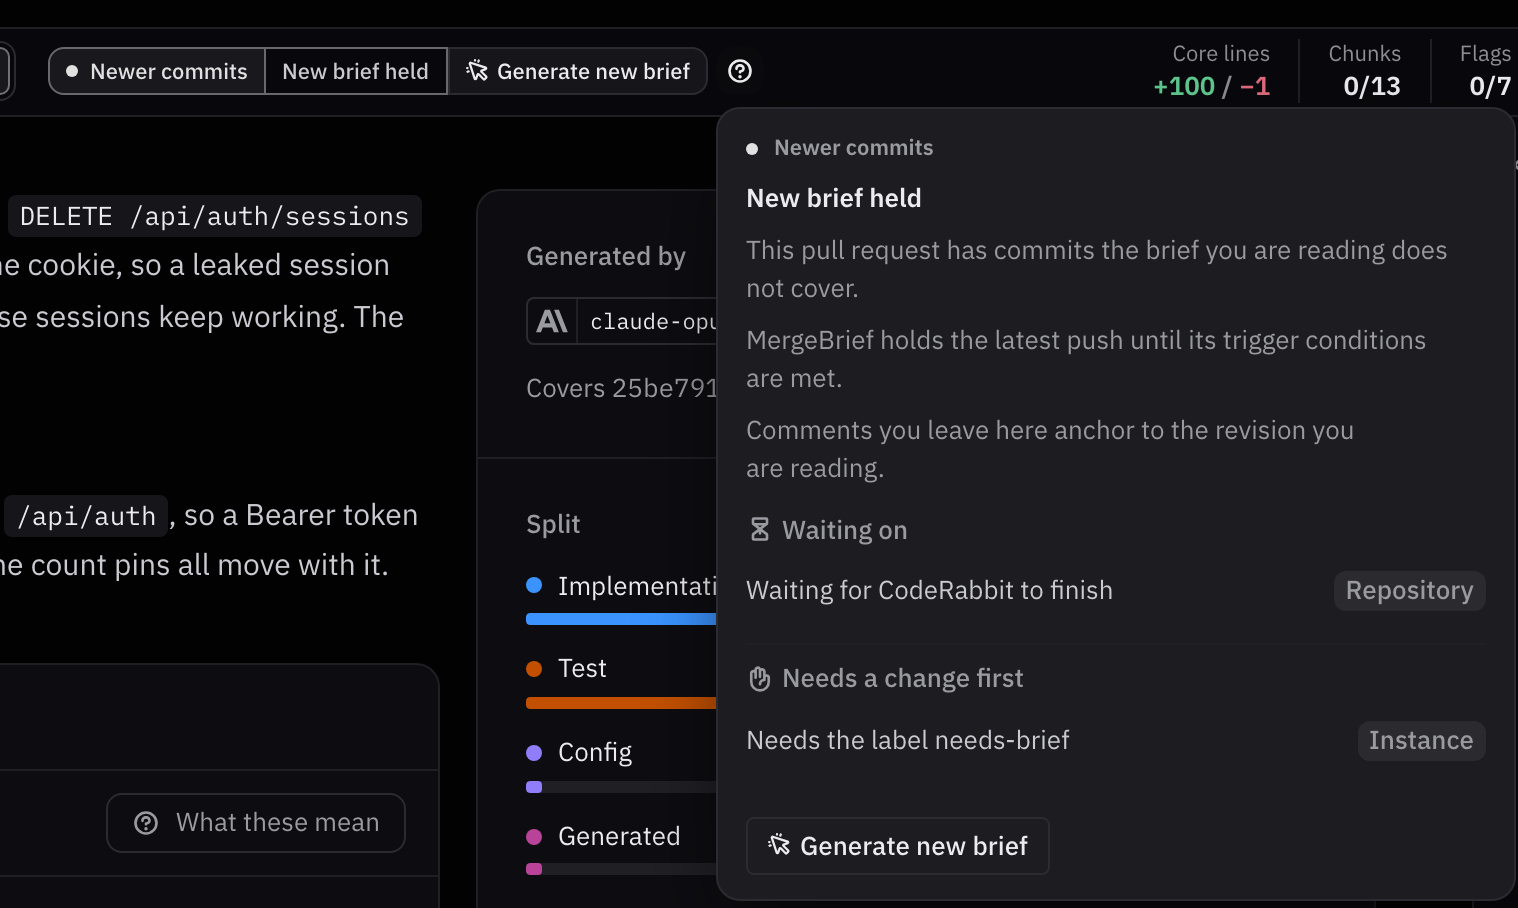 Newer commits
New brief held
Generate new brief
Core lines
+100 / −1
Chunks
0/13
Flags
0/7
DELETE /api/auth/sessions
cookie, so a leaked session
sessions keep working. The
/api/auth, so a Bearer token
count pins all move with it.
What these mean
Generated by
Covers 25be791
Split
Test
Config
Generated
Newer commits
New brief held
This pull request has commits the brief you are reading does
not cover.
MergeBrief holds the latest push until its trigger conditions
are met.
Comments you leave here anchor to the revision you
are reading.
Waiting on
Waiting for CodeRabbit to finish
Repository
Needs a change first
Needs the label needs-brief
Instance
Generate new brief